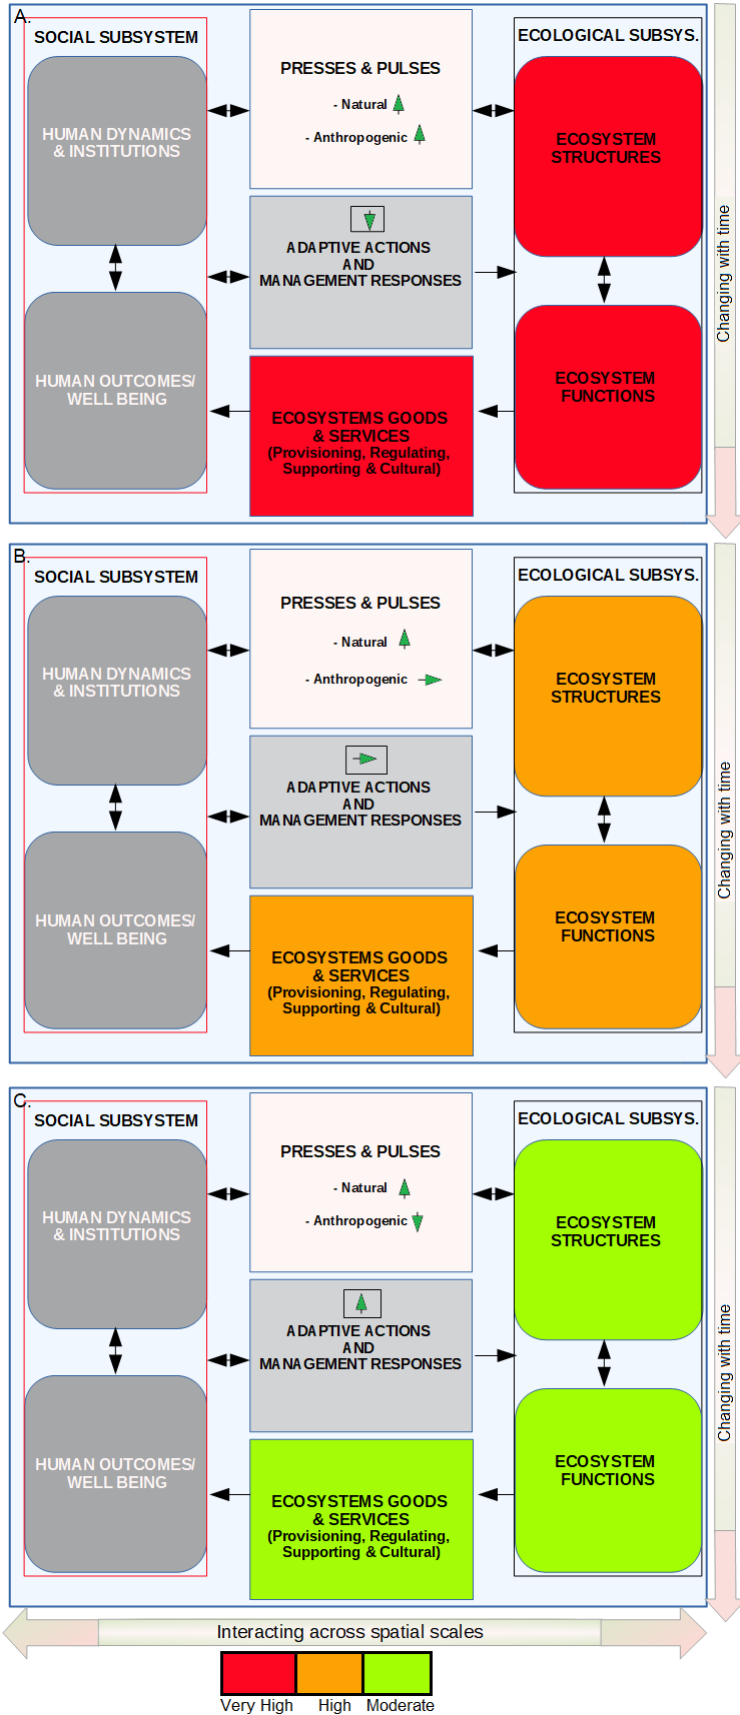 A.
SOCIAL SUBSYSTEM
HUMAN DYNAMICS
& INSTITUTIONS
HUMAN OUTCOMES/
WELL BEING
PRESSES & PULSES
- Natural
- Anthropogenic
ADAPTIVE ACTIONS
AND
MANAGEMENT RESPONSES
ECOSYSTEMS GOODS
& SERVICES
(Provisioning, Regulating,
Supporting & Cultural)
ECOLOGICAL SUBSYS.
ECOSYSTEM
STRUCTURES
ECOSYSTEM
FUNCTIONS
Changing with time
B.
SOCIAL SUBSYSTEM
HUMAN DYNAMICS
& INSTITUTIONS
HUMAN OUTCOMES/
WELL BEING
PRESSES & PULSES
- Natural
- Anthropogenic
ADAPTIVE ACTIONS
AND
MANAGEMENT RESPONSES
ECOSYSTEMS GOODS
& SERVICES
(Provisioning, Regulating,
Supporting & Cultural)
ECOLOGICAL SUBSYS.
ECOSYSTEM
STRUCTURES
ECOSYSTEM
FUNCTIONS
Changing with time
C.
SOCIAL SUBSYSTEM
HUMAN DYNAMICS
& INSTITUTIONS
HUMAN OUTCOMES/
WELL BEING
PRESSES & PULSES
- Natural
- Anthropogenic
ADAPTIVE ACTIONS
AND
MANAGEMENT RESPONSES
ECOSYSTEMS GOODS
& SERVICES
(Provisioning, Regulating,
Supporting & Cultural)
ECOLOGICAL SUBSYS.
ECOSYSTEM
STRUCTURES
ECOSYSTEM
FUNCTIONS
Changing with time
Interacting across spatial scales
Very High High Moderate